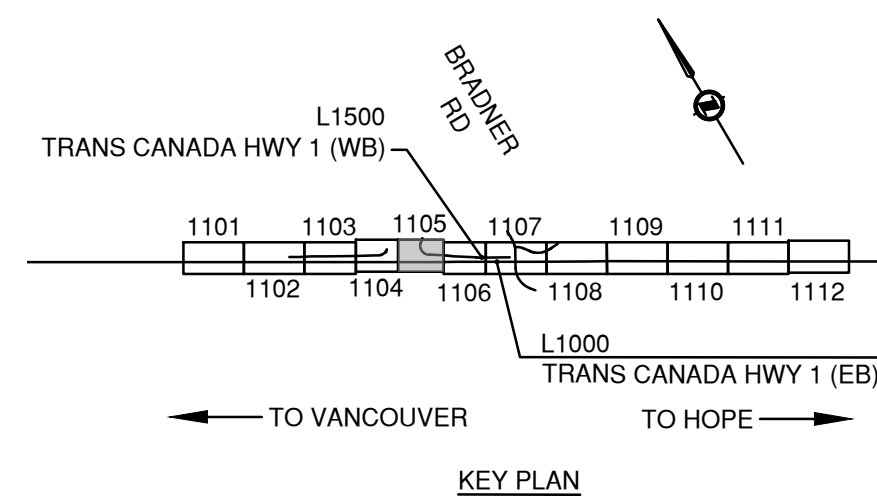 BRADNER
RD
L1500
TRANS CANADA HWY 1 (WB)
1101 1103 1105 1107 1109 1111
1102 1104 1106 1108 1110 1112
L1000
TRANS CANADA HWY 1 (EB)
TO VANCOUVER
TO HOPE
KEY PLAN